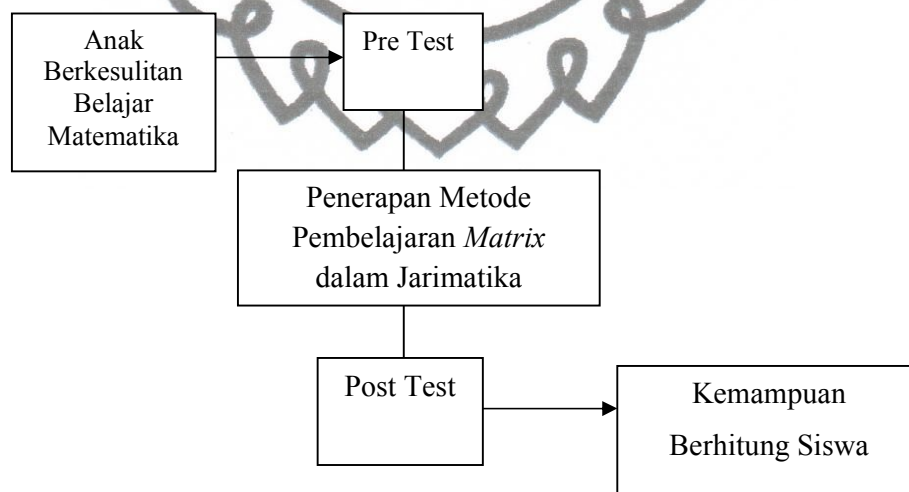 Anak
Berkesulitan
Belajar
Matematika
Pre Test
Penerapan Metode
Pembelajaran Matrix
dalam Jarimatika
Post Test
Kemampuan
Berhitung Siswa